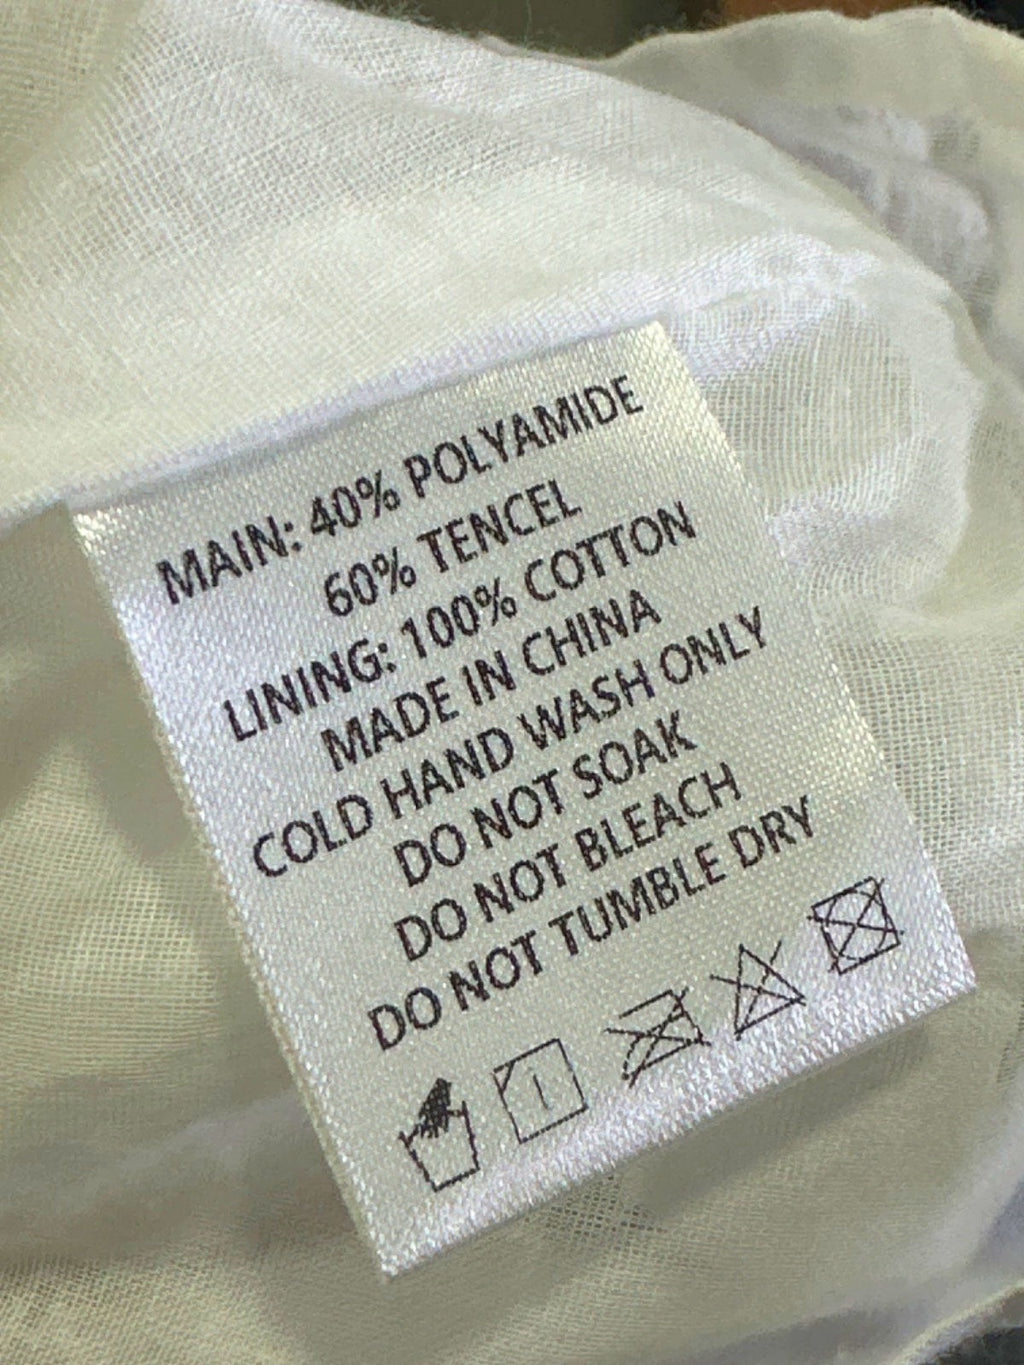 MAIN: 40% POLYAMIDE
60% TENCEL
LINING: 100% COTTON
MADE IN CHINA
COLD HAND WASH ONLY
DO NOT SOAK
DO NOT BLEACH
DO NOT TUMBLE DRY